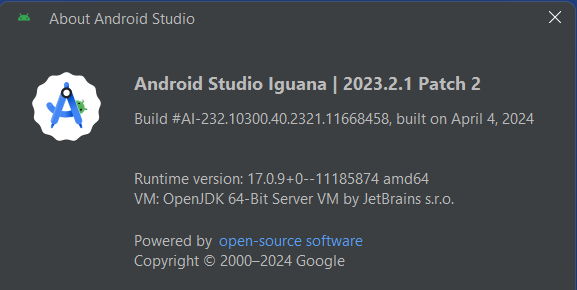 About Android Studio
Android Studio Iguana | 2023.2.1 Patch 2
Build #AI-232.10300.40.2321.11668458, built on April 4, 2024
Runtime version: 17.0.9+0--11185874 amd64
VM: OpenJDK 64-Bit Server VM by JetBrains s.r.o.
Powered by open-source software
Copyright © 2000–2024 Google